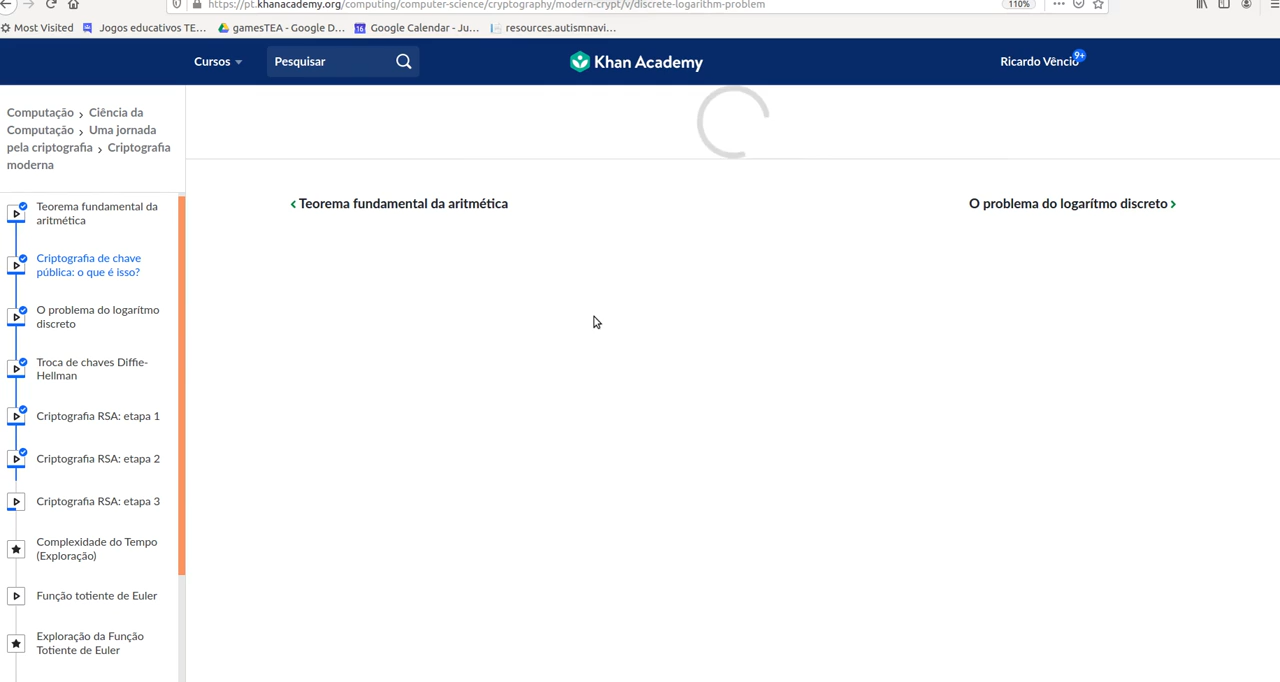 https://pt.khanacademy.org/computing/computer-science/cryptography/modern-crypt/v/discrete-logarithm-problem
110%
Most Visited
Jogos educativos TE...
gamesTEA - Google D...
16
Google Calendar - Ju...
resources.autismnavi...
Cursos
Pesquisar
Khan Academy
Ricardo Vêncio
9+
Computação > Ciência da
Computação > Uma jornada
pela criptografia > Criptografia
moderna
Teorema fundamental da
aritmética
Criptografia de chave
pública: o que é isso?
O problema do logarítmo
discreto
Troca de chaves Diffie-
Hellman
Criptografia RSA: etapa 1
Criptografia RSA: etapa 2
Criptografia RSA: etapa 3
Complexidade do Tempo
(Exploração)
Função totiente de Euler
Exploração da Função
Totiente de Euler
< Teorema fundamental da aritmética
O problema do logarítmo discreto >